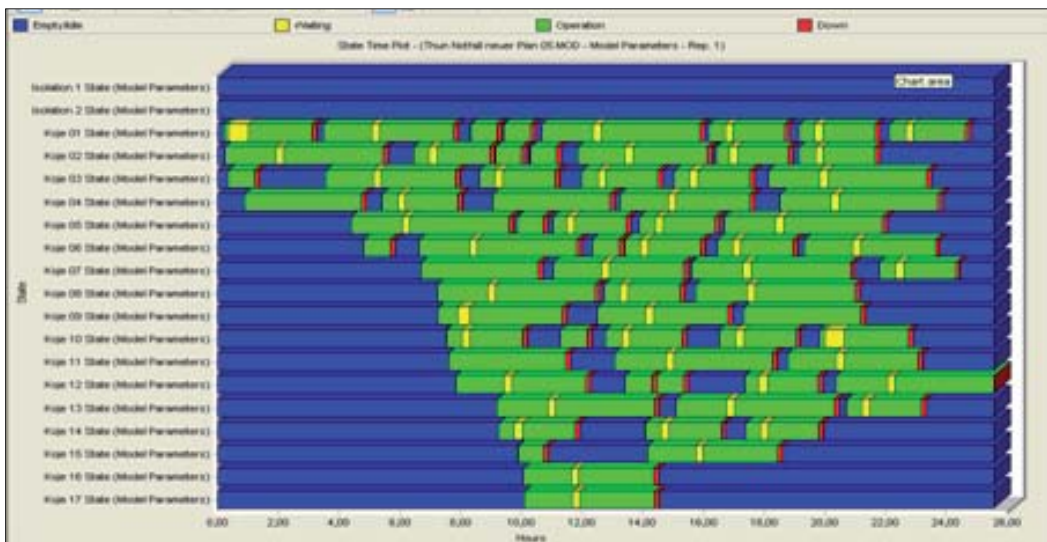 Empty/Idle Waiting Operation Down
State Time Plot - (Thun Notfall neuer Plan 05.MOD - Model Parameters - Rep. 1)
Chart area
Isolation 1 State (Model Parameters)
Isolation 2 State (Model Parameters)
Koje 01 State (Model Parameters)
Koje 02 State (Model Parameters)
Koje 03 State (Model Parameters)
Koje 04 State (Model Parameters)
Koje 05 State (Model Parameters)
Koje 06 State (Model Parameters)
Koje 07 State (Model Parameters)
Koje 08 State (Model Parameters)
Koje 09 State (Model Parameters)
Koje 10 State (Model Parameters)
Koje 11 State (Model Parameters)
Koje 12 State (Model Parameters)
Koje 13 State (Model Parameters)
Koje 14 State (Model Parameters)
Koje 15 State (Model Parameters)
Koje 16 State (Model Parameters)
Koje 17 State (Model Parameters)
State
0,00 2,00 4,00 6,00 8,00 10,00 12,00 14,00 16,00 18,00 20,00 22,00 24,00 26,00
Hours